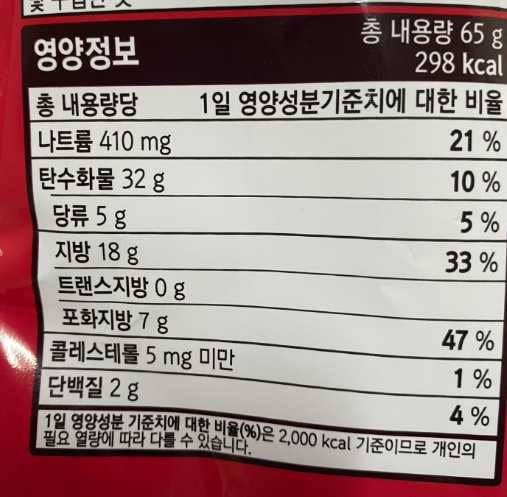 영양정보
총 내용량 65 g
298 kcal
총 내용량당 1일 영양성분기준치에 대한 비율
나트륨 410 mg 21 %
탄수화물 32 g 10 %
당류 5 g 5 %
지방 18 g 33 %
트랜스지방 0 g
포화지방 7 g 47 %
콜레스테롤 5 mg 미만 1 %
단백질 2 g 4 %
1일 영양성분 기준치에 대한 비율(%)은 2,000 kcal 기준이므로 개인의
필요 열량에 따라 다를 수 있습니다.